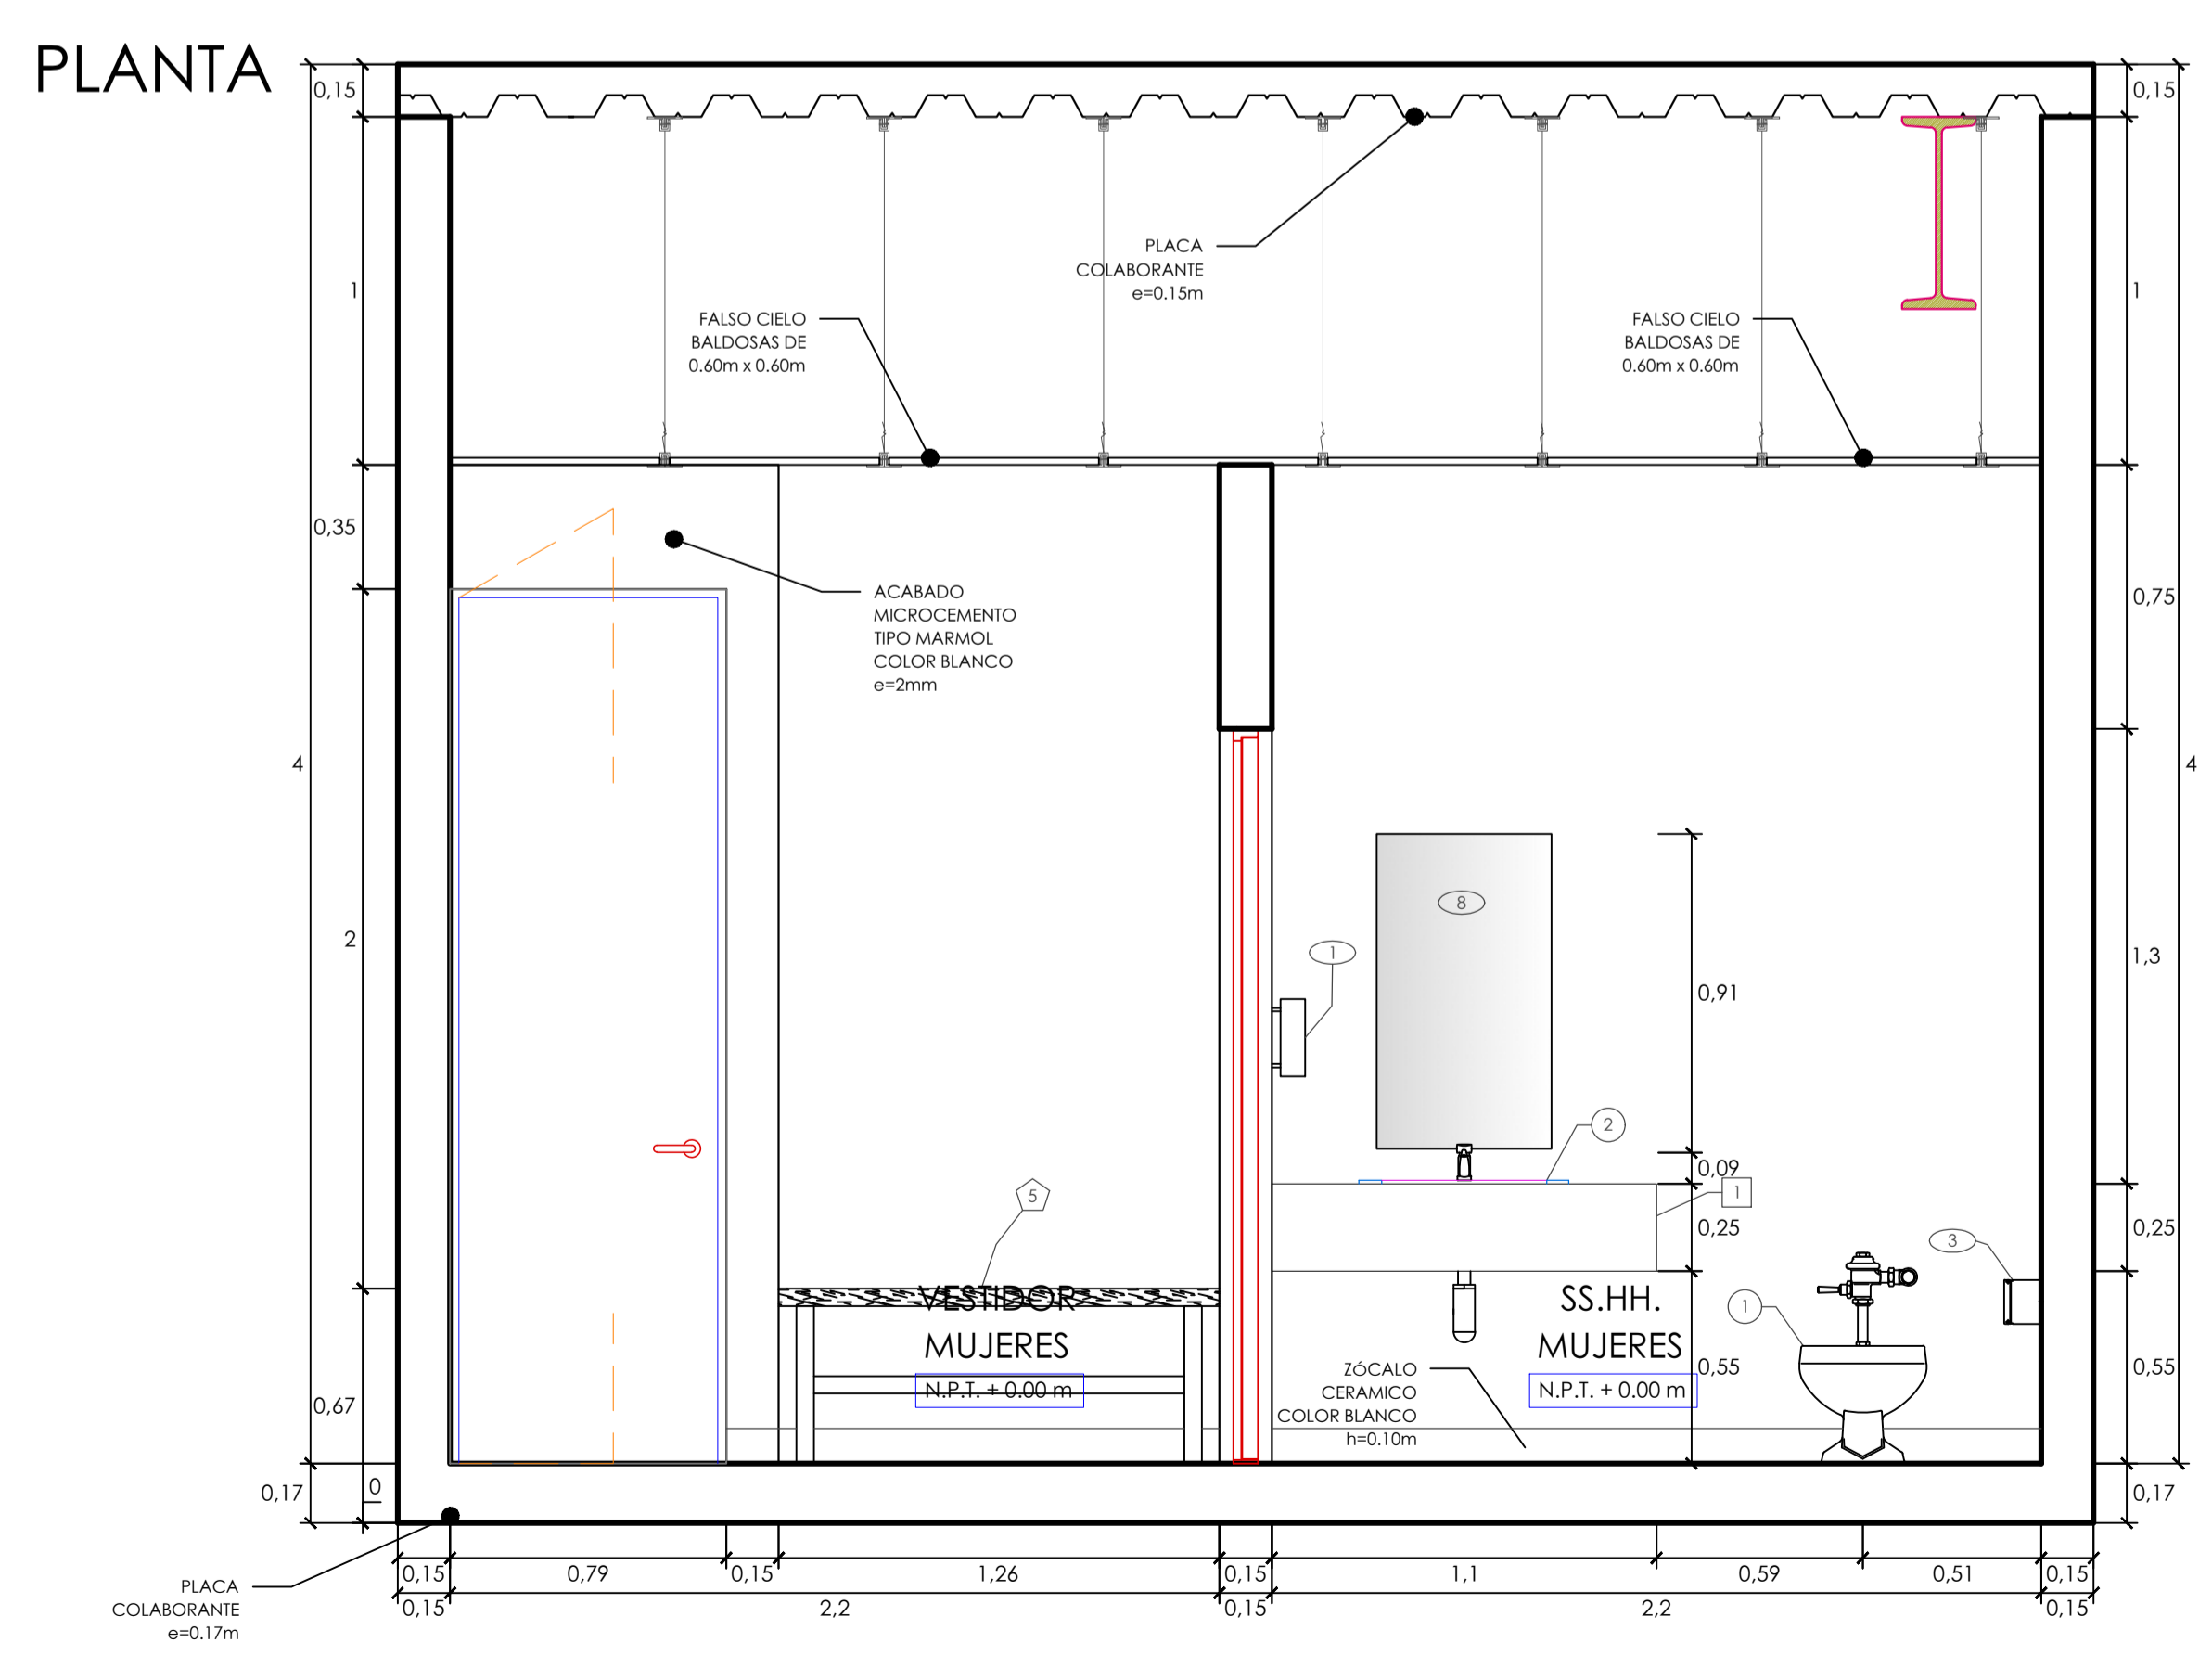 PLANTA
0,15
0,15
PLACA
COLABORANTE
e=0.15m
1
1
FALSO CIELO
BALDOSAS DE
0.60m x 0.60m
FALSO CIELO
BALDOSAS DE
0.60m x 0.60m
0,35
ACABADO
MICROCEMENTO
TIPO MARMOL
COLOR BLANCO
e=2mm
0,75
4
4
2
8
1
0,91
1,3
2
0,09
1
5
0,25
0,25
3
VESTIDOR
MUJERES
N.P.T. + 0.00 m
SS.HH.
MUJERES
N.P.T. + 0.00 m
1
ZÓCALO
CERAMICO
COLOR BLANCO
h=0.10m
0,55
0,55
0,67
0,17
0
0,17
0,15 0,79 0,15 1,26 0,15 1,1 0,59 0,51 0,15
0,15 2,2 0,15 2,2 0,15
PLACA
COLABORANTE
e=0.17m